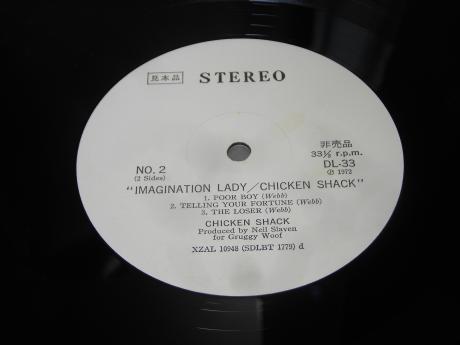 見本品 STEREO
NO. 2
(2 Sides)
非売品
33⅓ r.p.m.
DL-33
Ⓟ 1972
"IMAGINATION LADY/CHICKEN SHACK"
1. POOR BOY (Webb)
2. TELLING YOUR FORTUNE (Webb)
3. THE LOSER (Webb)
CHICKEN SHACK
Produced by Neil Slaven
for Gruggy Woof
XZAL 10948 (SDLBT 1779) d